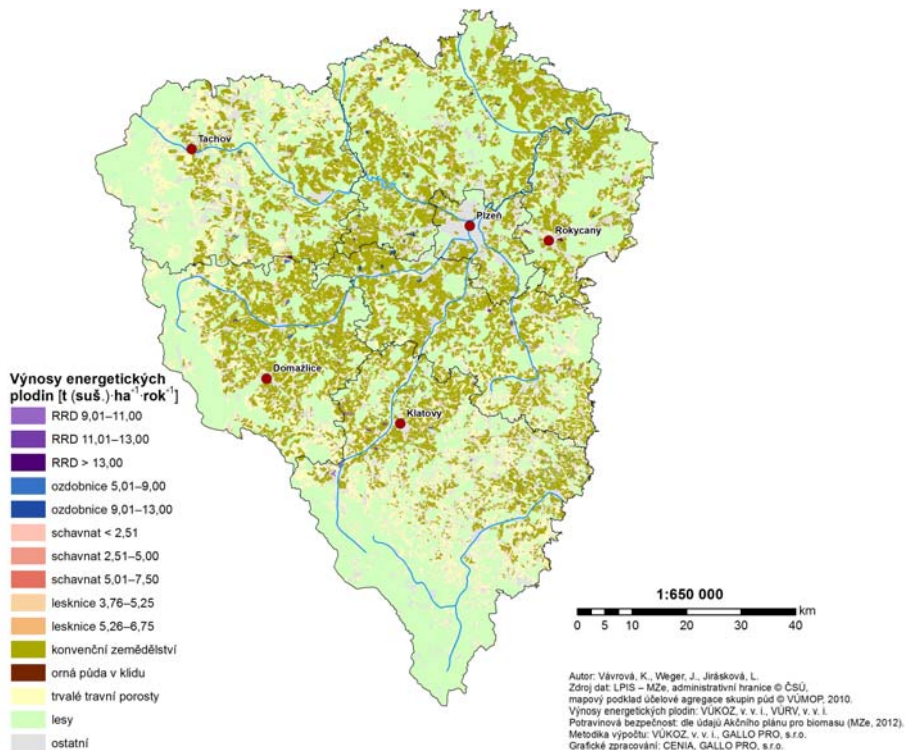 Tachov
Plzeň
Rokycany
Domažlice
Klatovy
Výnosy energetických
plodin [t (suš.)·ha⁻¹·rok⁻¹]
RRD 9,01–11,00
RRD 11,01–13,00
RRD > 13,00
ozdobnice 5,01–9,00
ozdobnice 9,01–13,00
schavnat < 2,51
schavnat 2,51–5,00
schavnat 5,01–7,50
lesknice 3,76–5,25
lesknice 5,26–6,75
konvenční zemědělství
orná půda v klidu
trvalé travní porosty
lesy
ostatní
1:650 000
km
0 5 10 20 30 40
Autor: Vávrová, K., Weger, J., Jirásková, L.
Zdroj dat: LPIS – MZe, administrativní hranice © ČSÚ,
mapový podklad účelové agregace skupin půd © VÚMOP, 2010.
Výnosy energetických plodin: VÚKOZ, v. v. i., VÚRV, v. v. i.
Potravinová bezpečnost: dle údajů Akčního plánu pro biomasu (MZe, 2012).
Metodika výpočtu: VÚKOZ, v. v. i., GALLO PRO, s.r.o.
Grafické zpracování: CENIA, GALLO PRO, s.r.o.